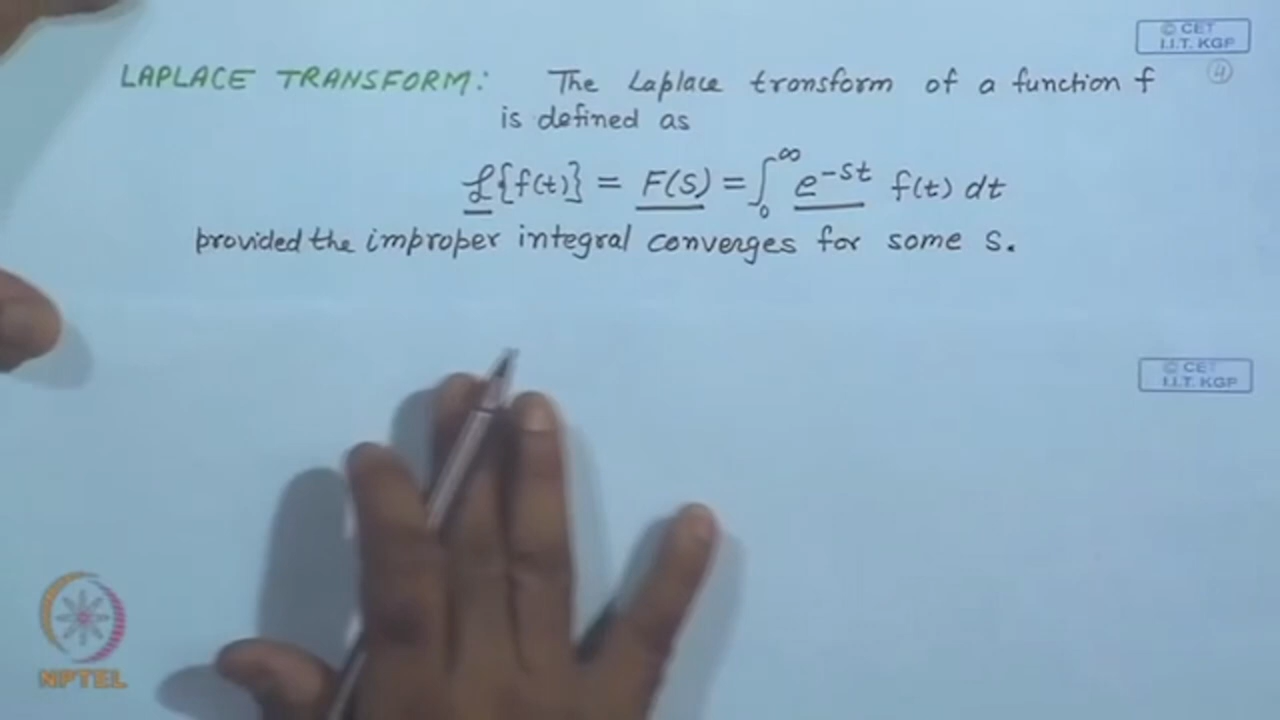 © CET
I.I.T. KGP
4
LAPLACE TRANSFORM: The Laplace transform of a function f
is defined as
ℒ{f(t)} = F(s) = ∫₀^∞ e^-st f(t) dt
provided the improper integral converges for some s.
© CET
I.I.T. KGP
NPTEL